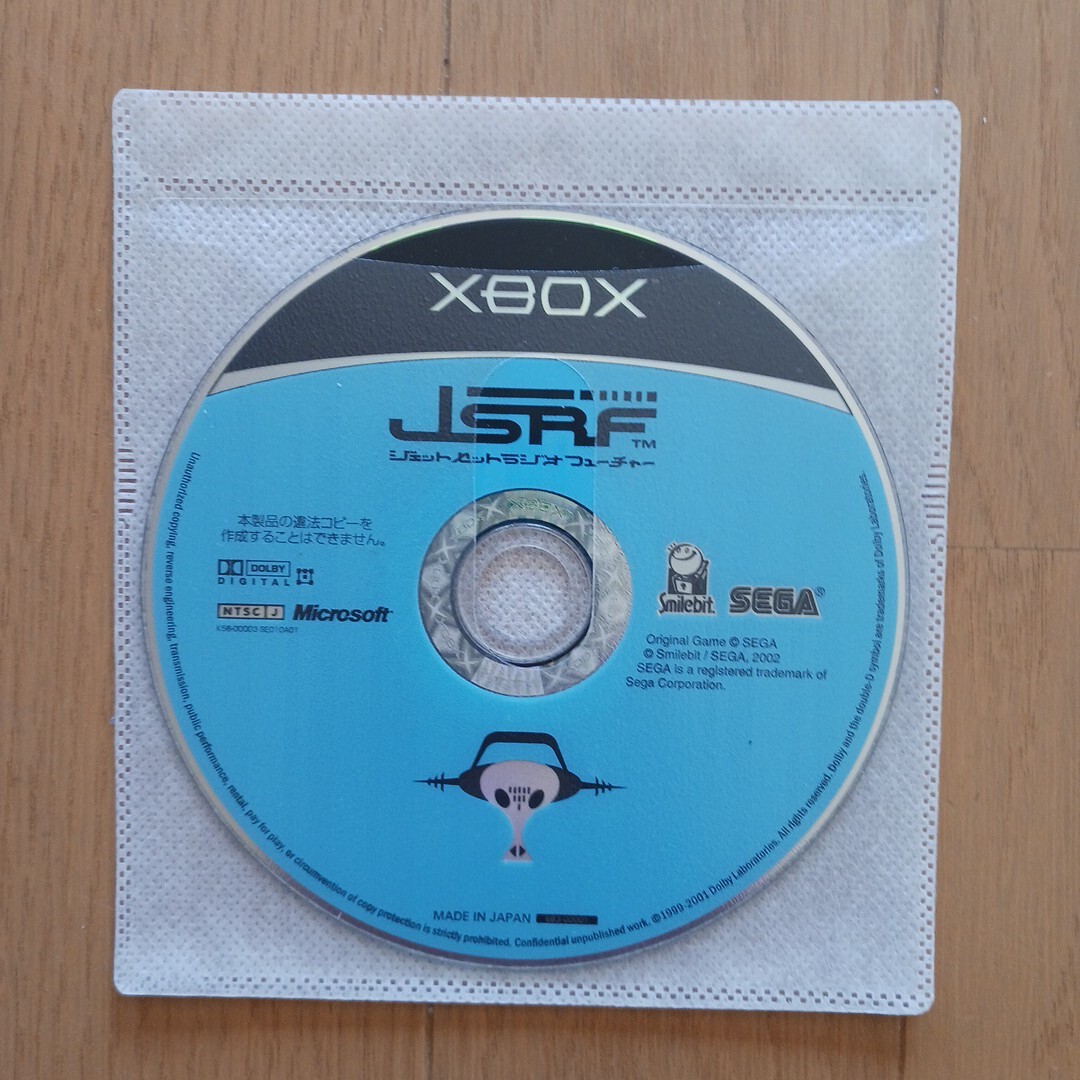 XBOX
JSRF™
ジェットセットラジオフューチャー
XBOX
本製品の違法コピーを
作成することはできません。
DOLBY
DIGITAL
NTSC J Microsoft
K56-00003 SE010A01
Smilebit. SEGA®
Original Game © SEGA
© Smilebit / SEGA, 2002
SEGA is a registered trademark of
Sega Corporation.
MADE IN JAPAN
Unauthorized copying, reverse engineering, transmission, public performance, rental, pay for play, or circumvention of copy protection is strictly prohibited. Confidential unpublished work. ©1999-2001 Dolby Laboratories. All rights reserved. Dolby and the double-D symbol are trademarks of Dolby Laboratories.